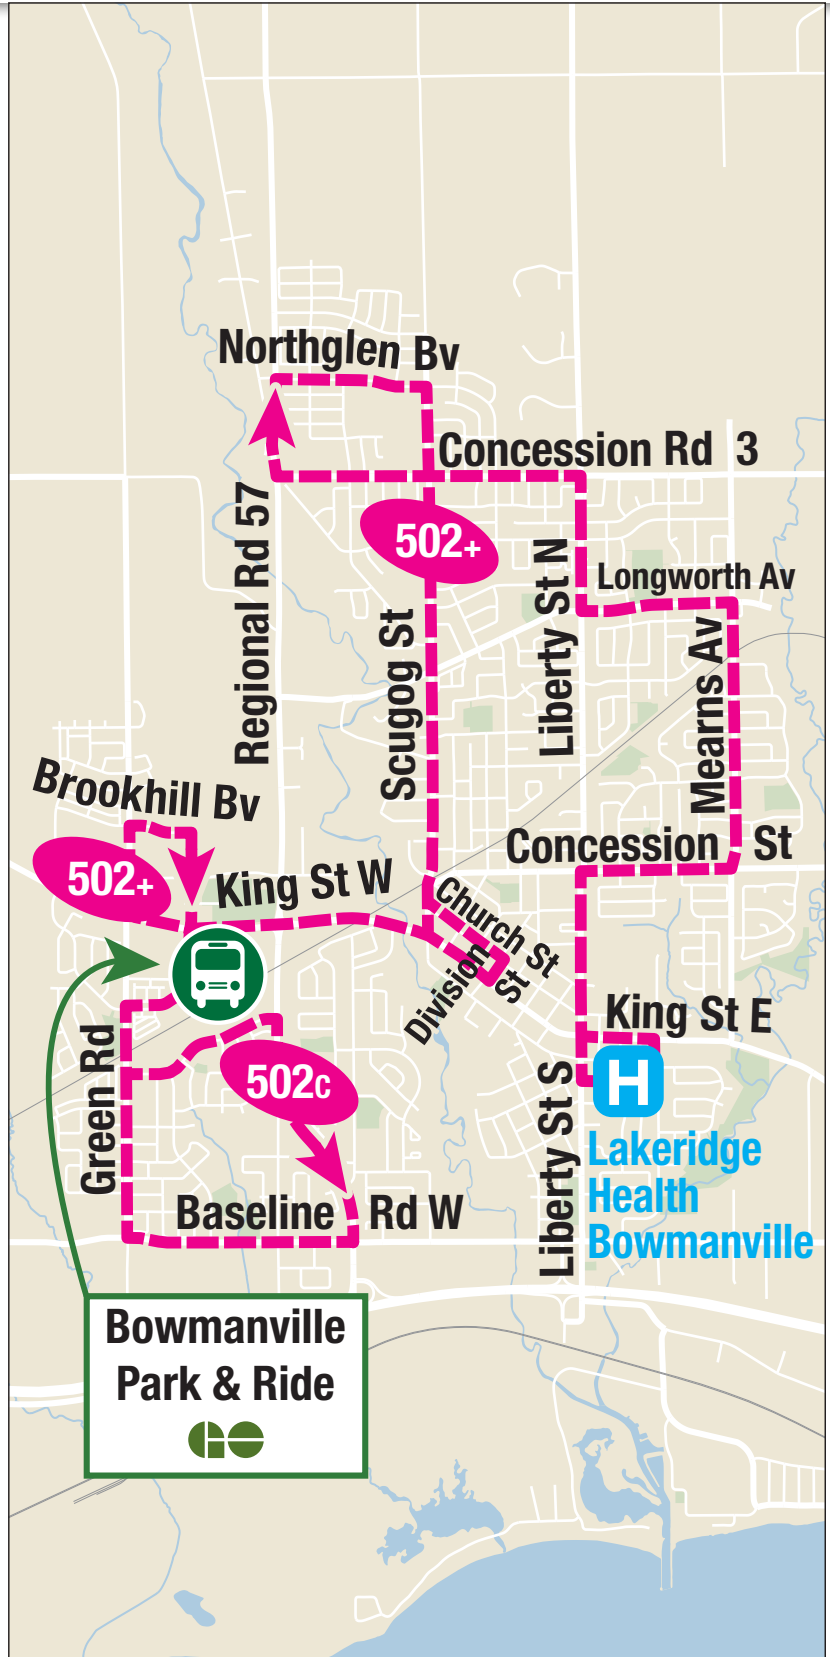 Northglen Bv
Concession Rd 3
502+
Regional Rd 57
Liberty St N
Longworth Av
Scugog St
Mearns Av
Brookhill Bv
Concession St
502+
King St W
Church St
Division St
King St E
Green Rd
502C
H
Liberty St S
Lakeridge
Health
Bowmanville
Baseline Rd W
Bowmanville
Park & Ride
GO